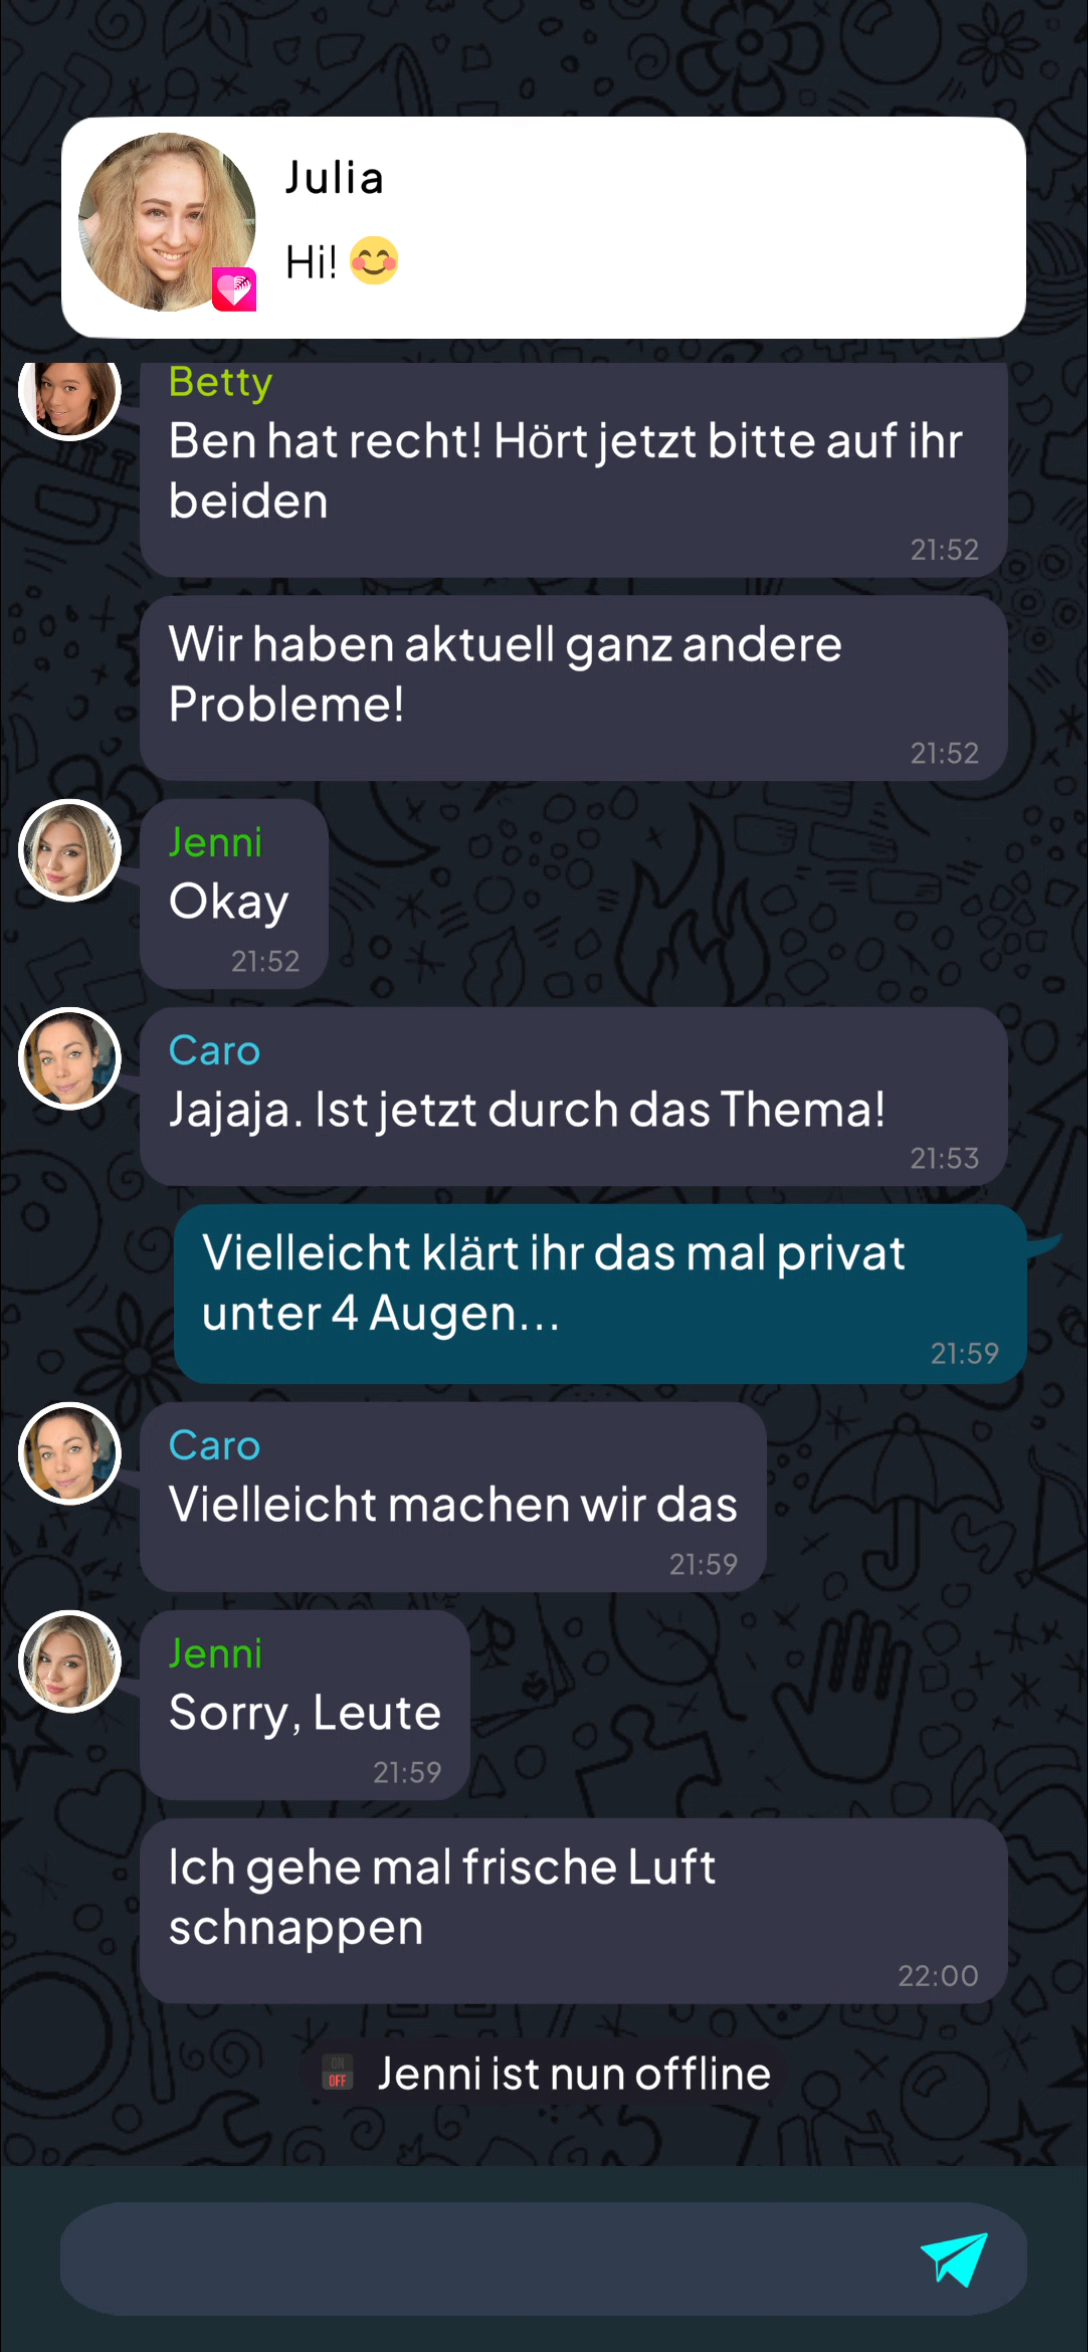 Julia
Hi! 😊
Betty
Ben hat recht! Hört jetzt bitte auf ihr
beiden
21:52
Wir haben aktuell ganz andere
Probleme!
21:52
Jenni
Okay
21:52
Caro
Jajaja. Ist jetzt durch das Thema!
21:53
Vielleicht klärt ihr das mal privat
unter 4 Augen...
21:59
Caro
Vielleicht machen wir das
21:59
Jenni
Sorry, Leute
21:59
Ich gehe mal frische Luft
schnappen
22:00
ON
OFF
Jenni ist nun offline